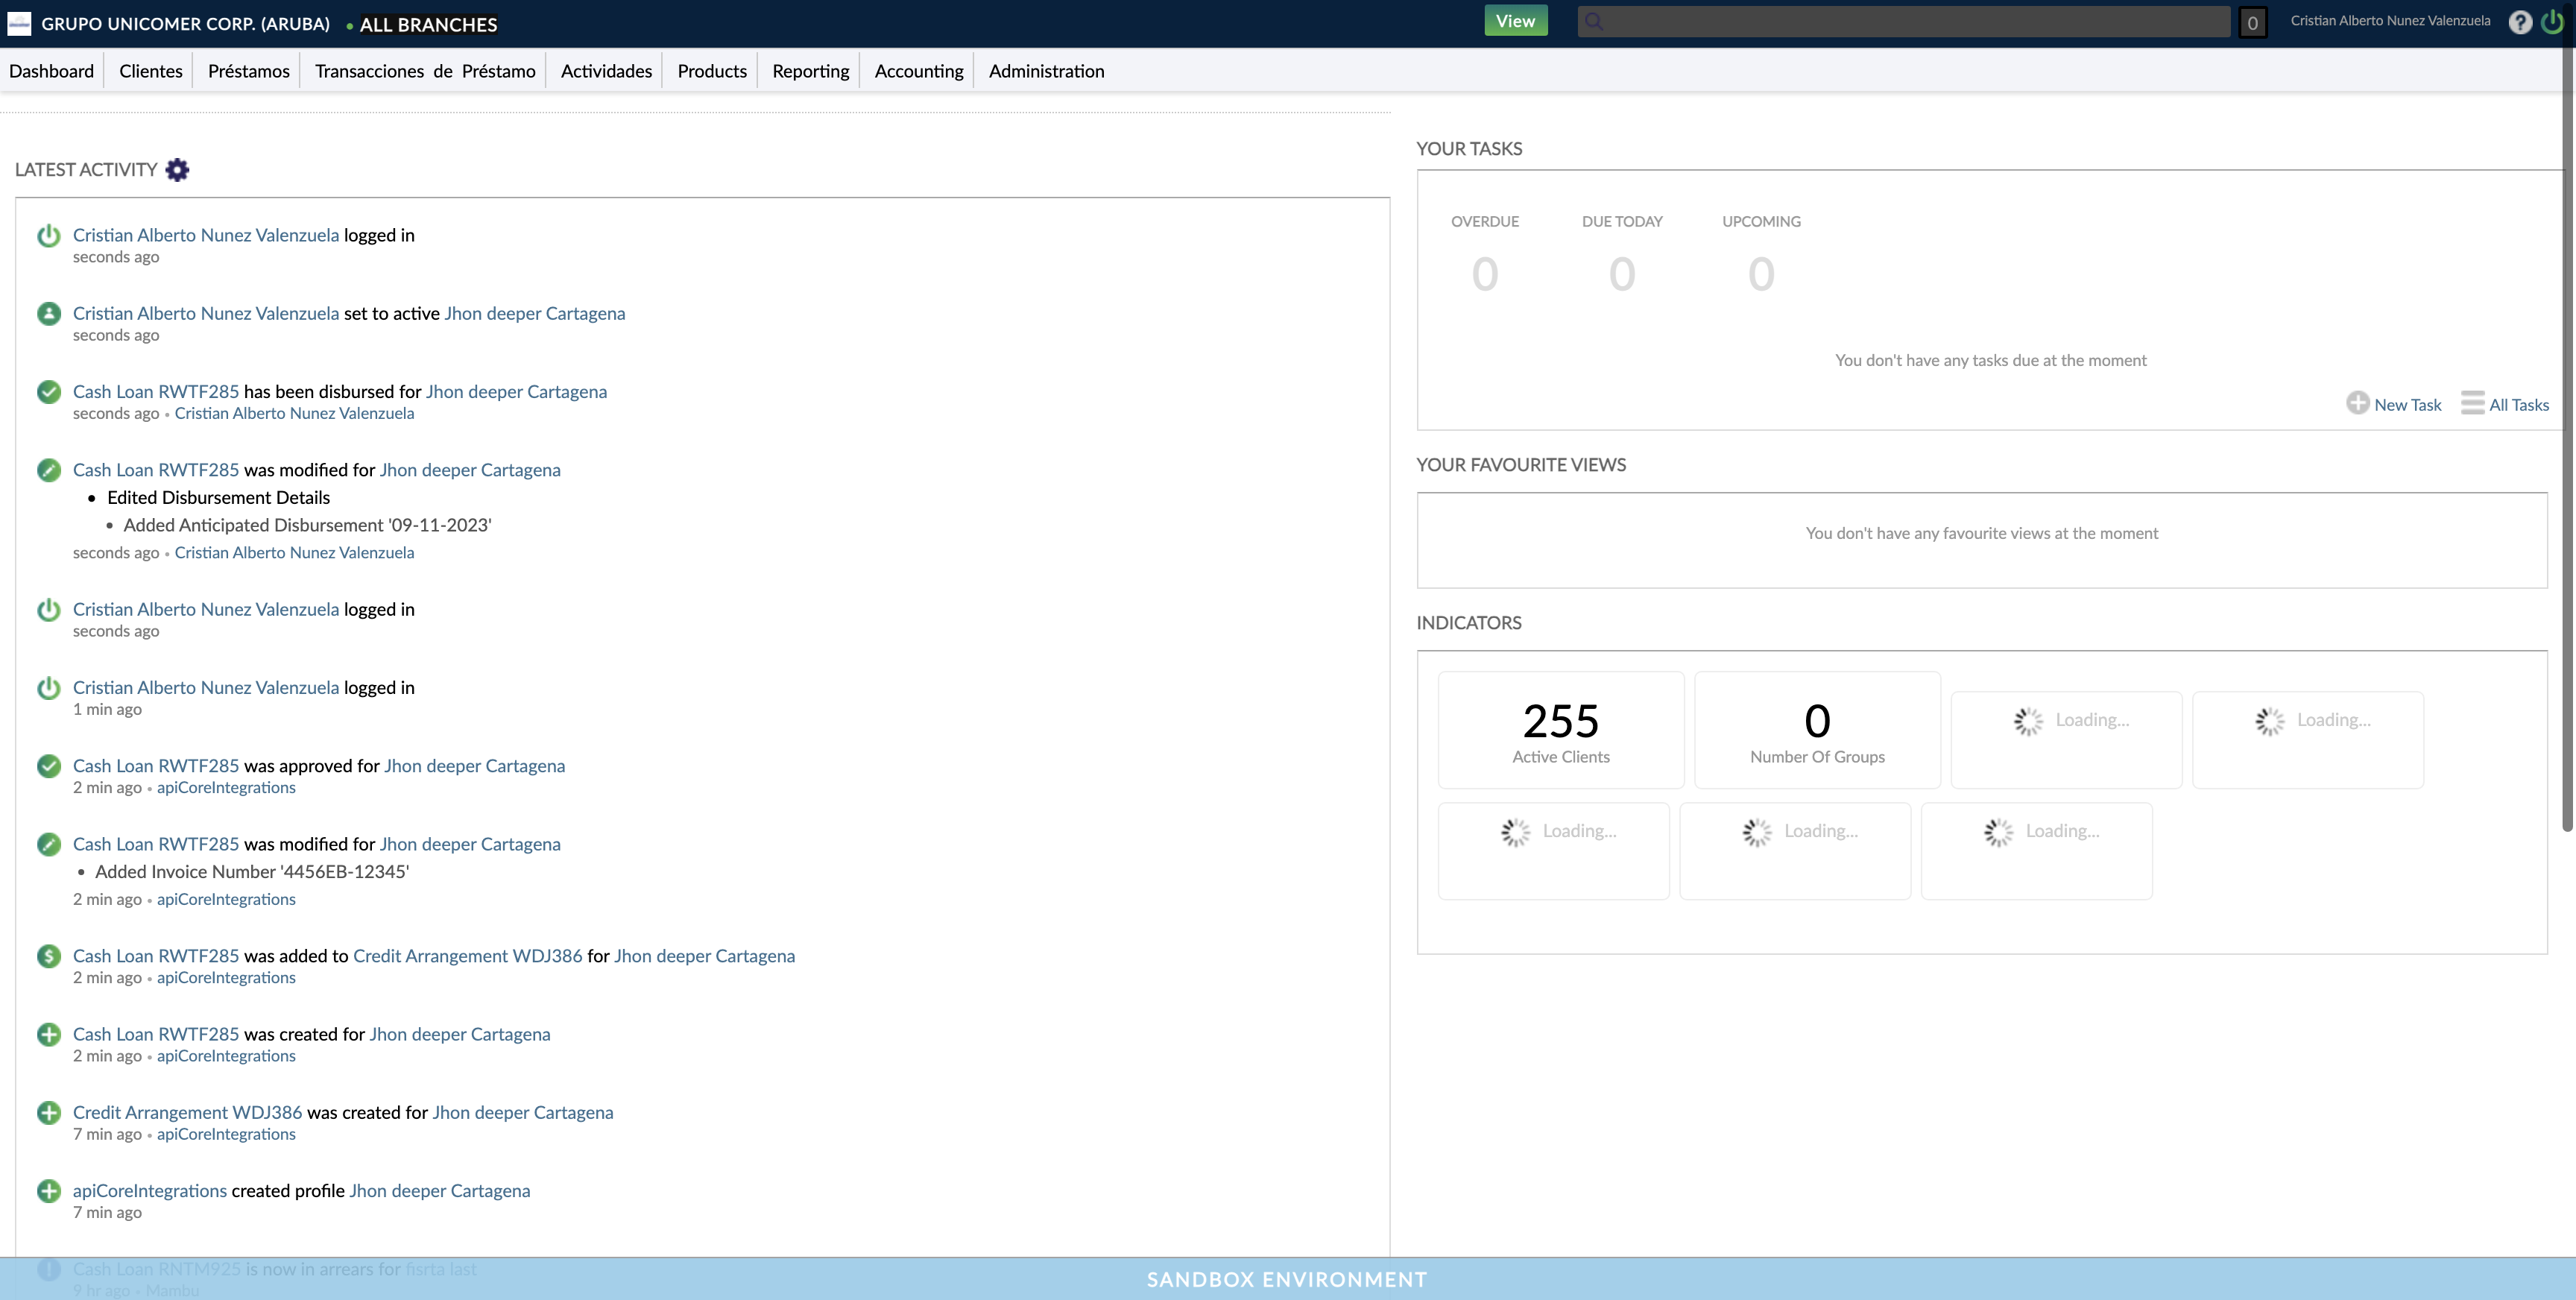 GRUPO UNICOMER CORP. (ARUBA) • ALL BRANCHES
View
0
Cristian Alberto Nunez Valenzuela
?
Dashboard Clientes Préstamos Transacciones de Préstamo Actividades Products Reporting Accounting Administration
LATEST ACTIVITY
Cristian Alberto Nunez Valenzuela logged in
seconds ago
Cristian Alberto Nunez Valenzuela set to active Jhon deeper Cartagena
seconds ago
Cash Loan RWTF285 has been disbursed for Jhon deeper Cartagena
seconds ago • Cristian Alberto Nunez Valenzuela
Cash Loan RWTF285 was modified for Jhon deeper Cartagena
• Edited Disbursement Details
• Added Anticipated Disbursement '09-11-2023'
seconds ago • Cristian Alberto Nunez Valenzuela
Cristian Alberto Nunez Valenzuela logged in
seconds ago
Cristian Alberto Nunez Valenzuela logged in
1 min ago
Cash Loan RWTF285 was approved for Jhon deeper Cartagena
2 min ago • apiCoreIntegrations
Cash Loan RWTF285 was modified for Jhon deeper Cartagena
• Added Invoice Number '4456EB-12345'
2 min ago • apiCoreIntegrations
$
Cash Loan RWTF285 was added to Credit Arrangement WDJ386 for Jhon deeper Cartagena
2 min ago • apiCoreIntegrations
Cash Loan RWTF285 was created for Jhon deeper Cartagena
2 min ago • apiCoreIntegrations
Credit Arrangement WDJ386 was created for Jhon deeper Cartagena
7 min ago • apiCoreIntegrations
apiCoreIntegrations created profile Jhon deeper Cartagena
7 min ago
Cash Loan RNTM925 is now in arrears for fisrta last
9 hr ago • Mambu
YOUR TASKS
OVERDUE DUE TODAY UPCOMING
0 0 0
You don't have any tasks due at the moment
New Task All Tasks
YOUR FAVOURITE VIEWS
You don't have any favourite views at the moment
INDICATORS
255
Active Clients
0
Number Of Groups
Loading...
Loading...
Loading...
Loading...
Loading...
SANDBOX ENVIRONMENT